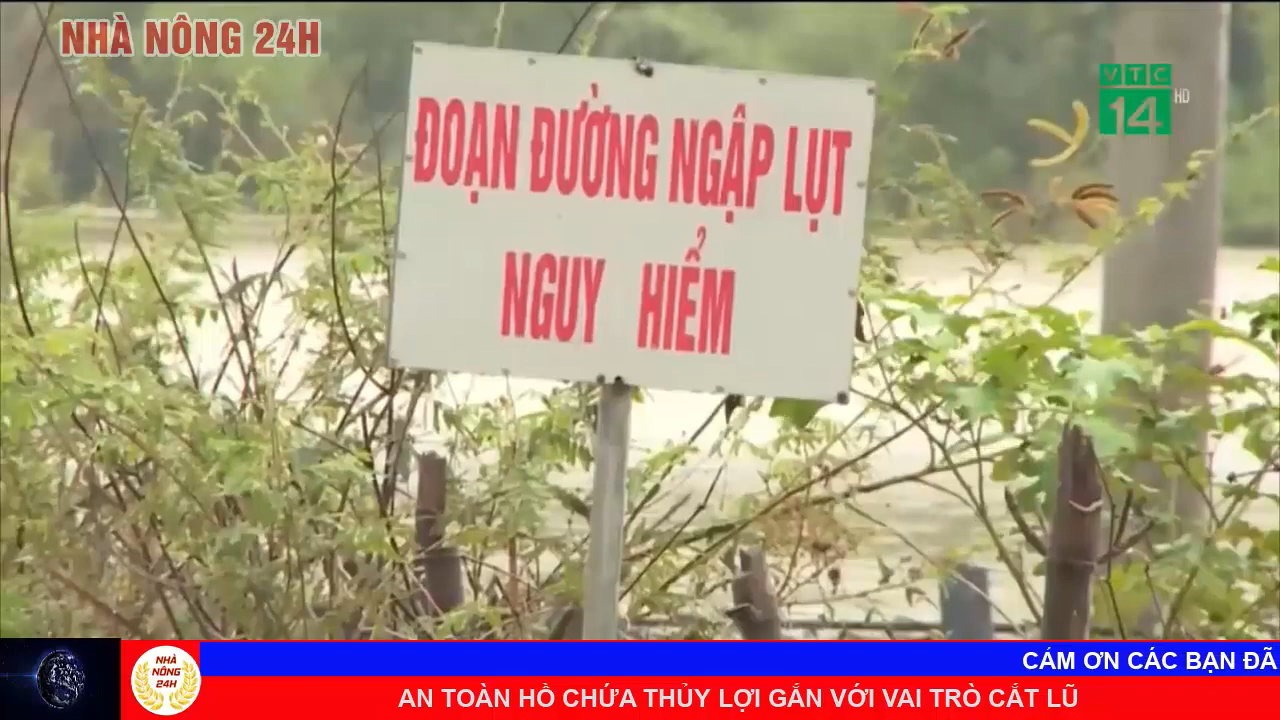 NHÀ NÔNG 24H
VTC
14 HD
ĐOẠN ĐƯỜNG NGẬP LỤT
NGUY HIỂM
CÁM ƠN CÁC BẠN ĐÃ
NHÀ
NÔNG
24H
AN TOÀN HỒ CHỨA THỦY LỢI GẮN VỚI VAI TRÒ CẮT LŨ